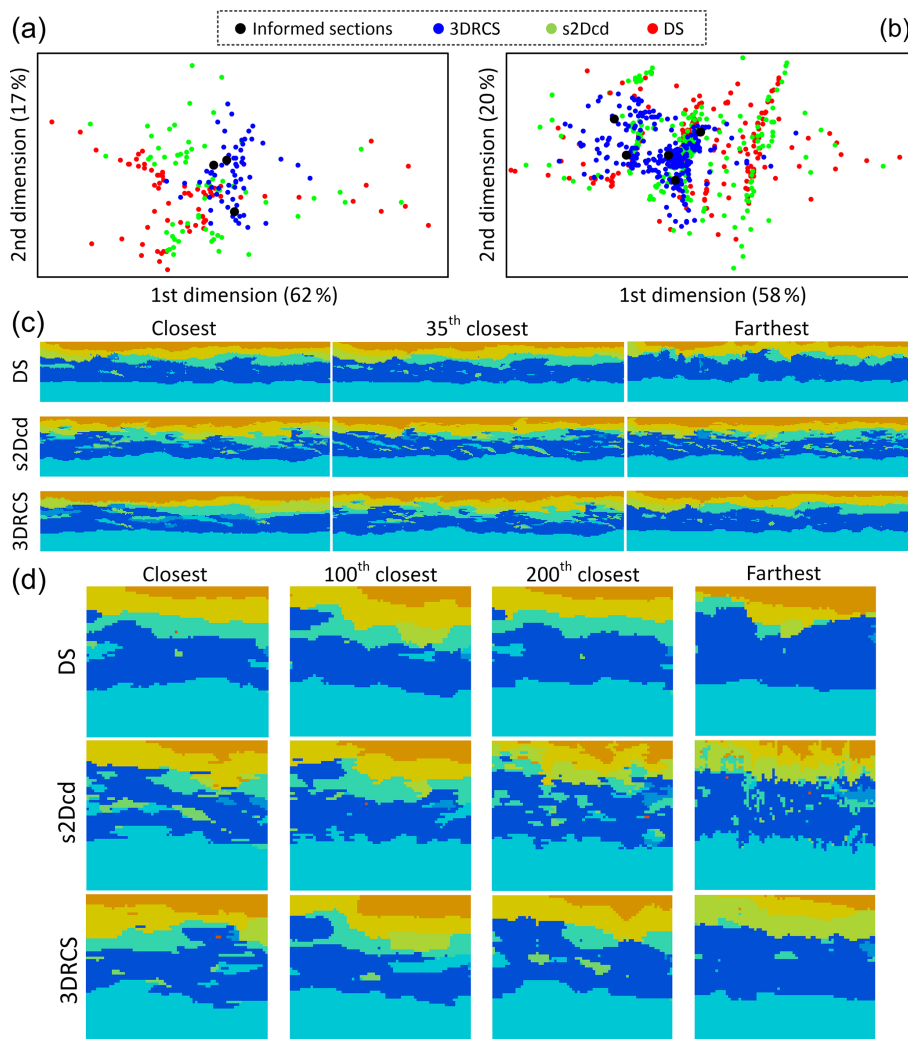 (a)
Informed sections 3DRCS s2Dcd DS
(b)
2nd dimension (17 %)
1st dimension (62 %)
2nd dimension (20 %)
1st dimension (58 %)
(c)
Closest 35th closest Farthest
DS
s2Dcd
3DRCS
(d)
Closest 100th closest 200th closest Farthest
DS
s2Dcd
3DRCS